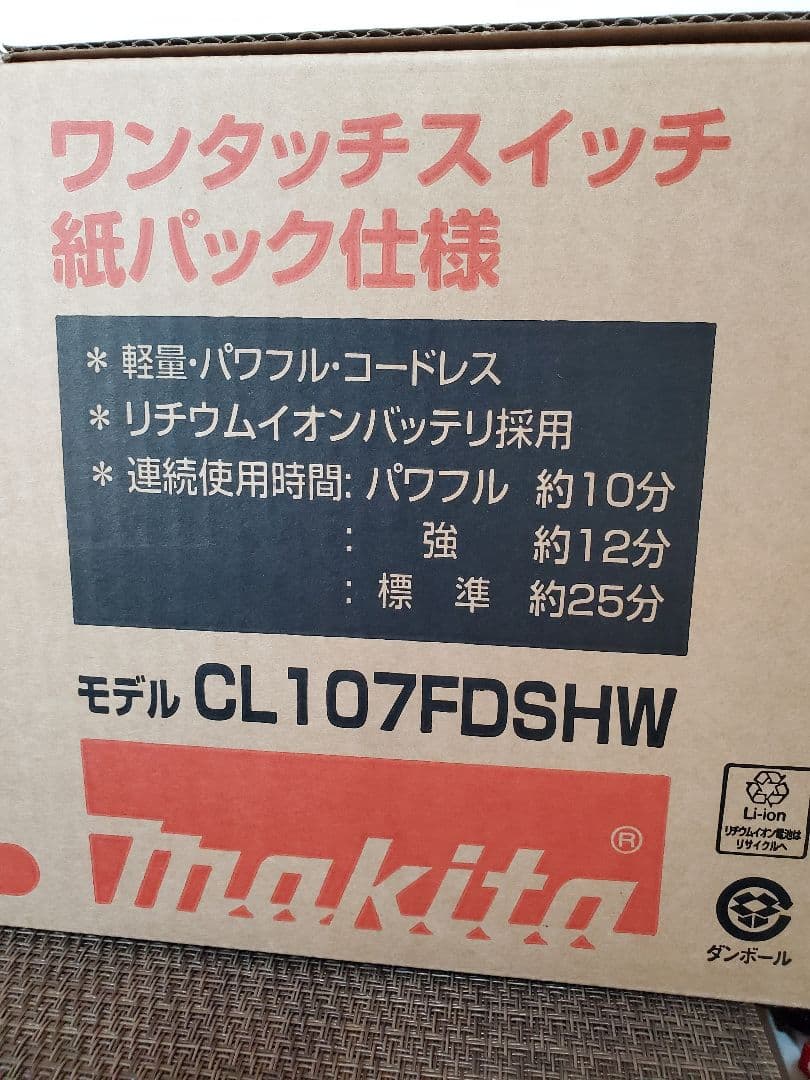 ワンタッチスイッチ
紙パック仕様
* 軽量・パワフル・コードレス
* リチウムイオンバッテリ採用
* 連続使用時間: パワフル 約10分
: 強 約12分
: 標 準 約25分
モデル CL107FDSHW
makita®
Li-ion
リチウムイオン電池は
リサイクルへ
ダンボール